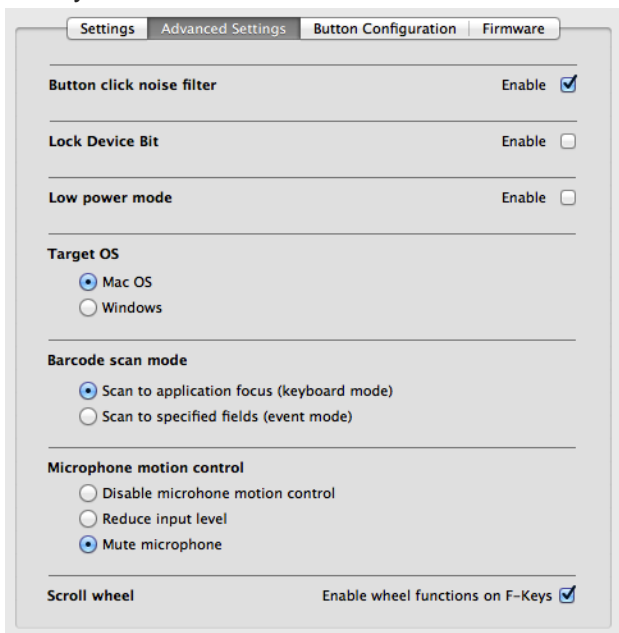 Settings Advanced Settings Button Configuration Firmware
Button click noise filter Enable
Lock Device Bit Enable
Low power mode Enable
Target OS
Mac OS
Windows
Barcode scan mode
Scan to application focus (keyboard mode)
Scan to specified fields (event mode)
Microphone motion control
Disable microhone motion control
Reduce input level
Mute microphone
Scroll wheel Enable wheel functions on F-Keys